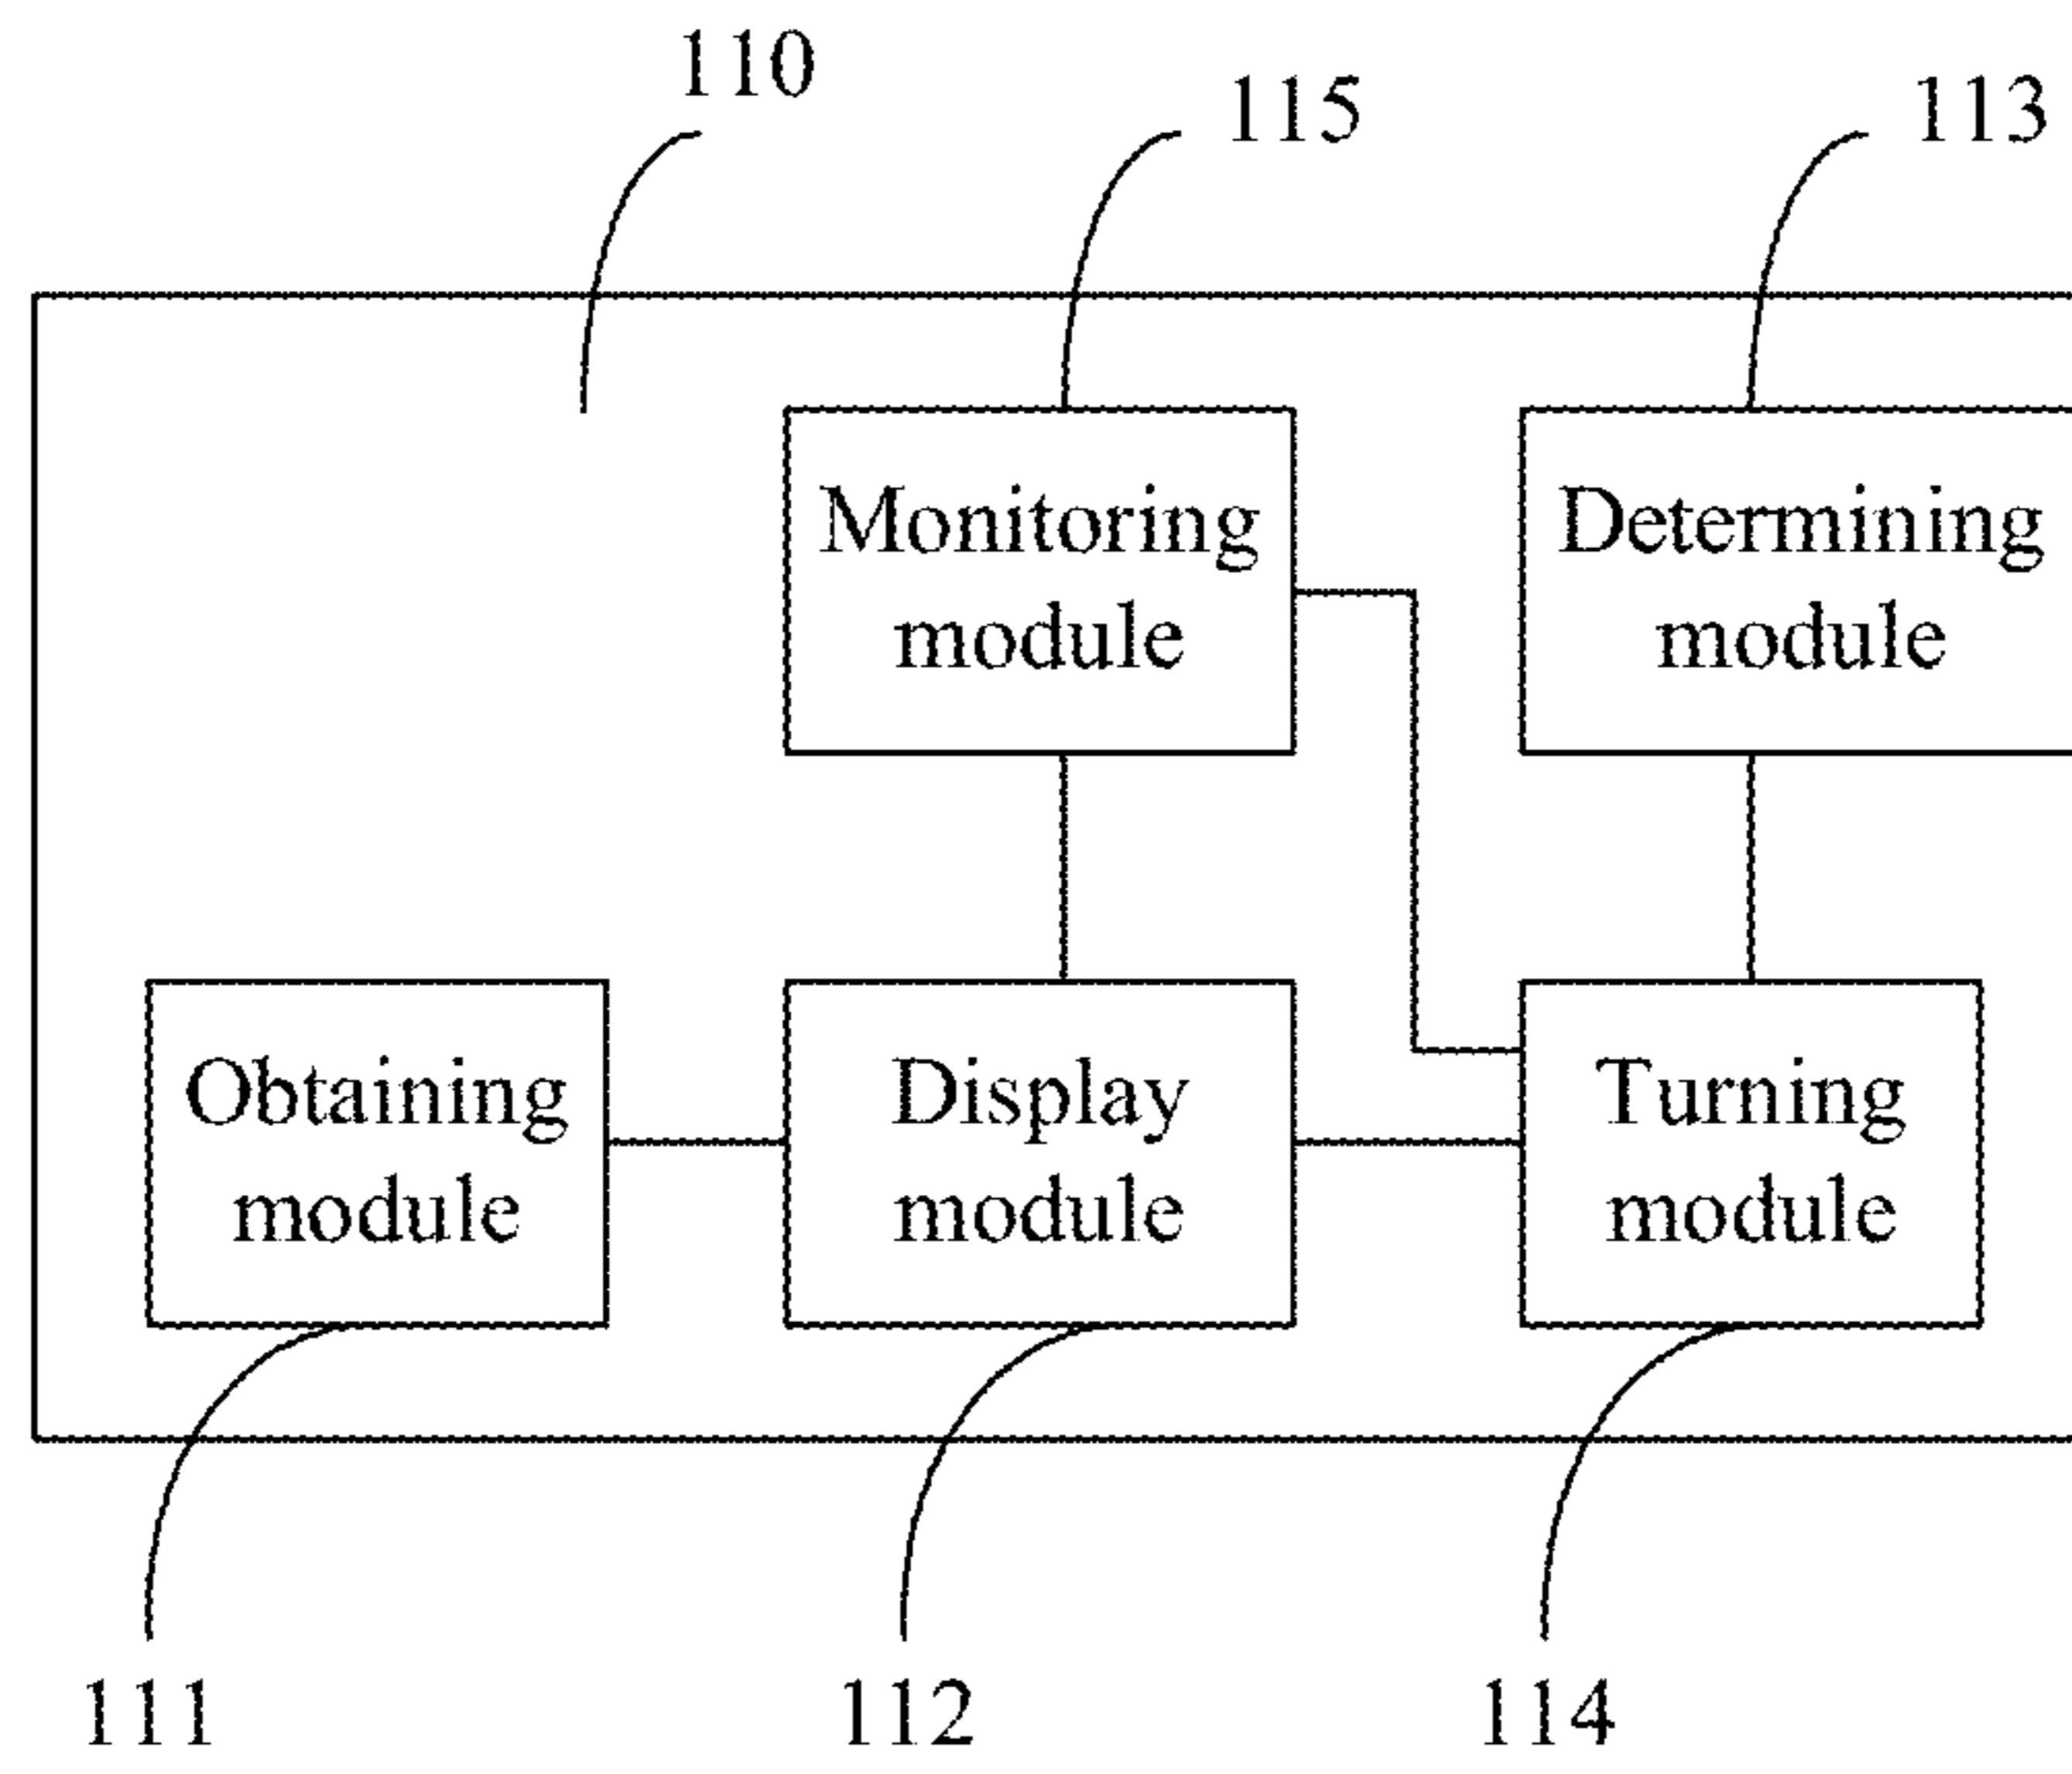 110
115
113
Monitoring
module
Determining
module
Obtaining
module
Display
module
Turning
module
111
112
114